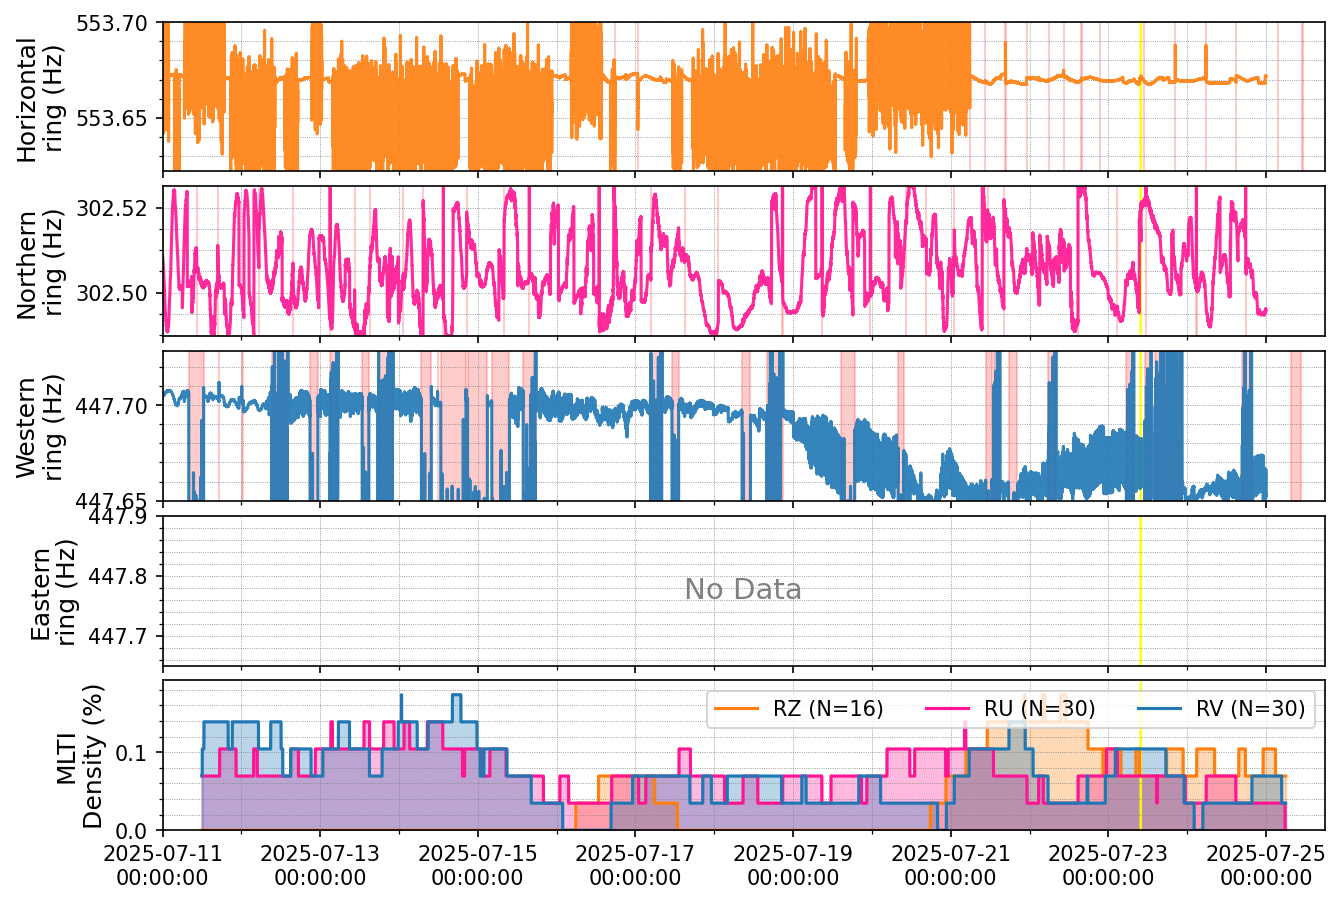 Horizontal
ring (Hz)
553.70
553.65
Northern
ring (Hz)
302.52
302.50
Western
ring (Hz)
447.70
447.65
Eastern
ring (Hz)
447.9
447.8
447.7
No Data
MLTI
Density (%)
0.1
0.0
RZ (N=16) RU (N=30) RV (N=30)
2025-07-11 2025-07-13 2025-07-15 2025-07-17 2025-07-19 2025-07-21 2025-07-23 2025-07-25
00:00:00 00:00:00 00:00:00 00:00:00 00:00:00 00:00:00 00:00:00 00:00:00